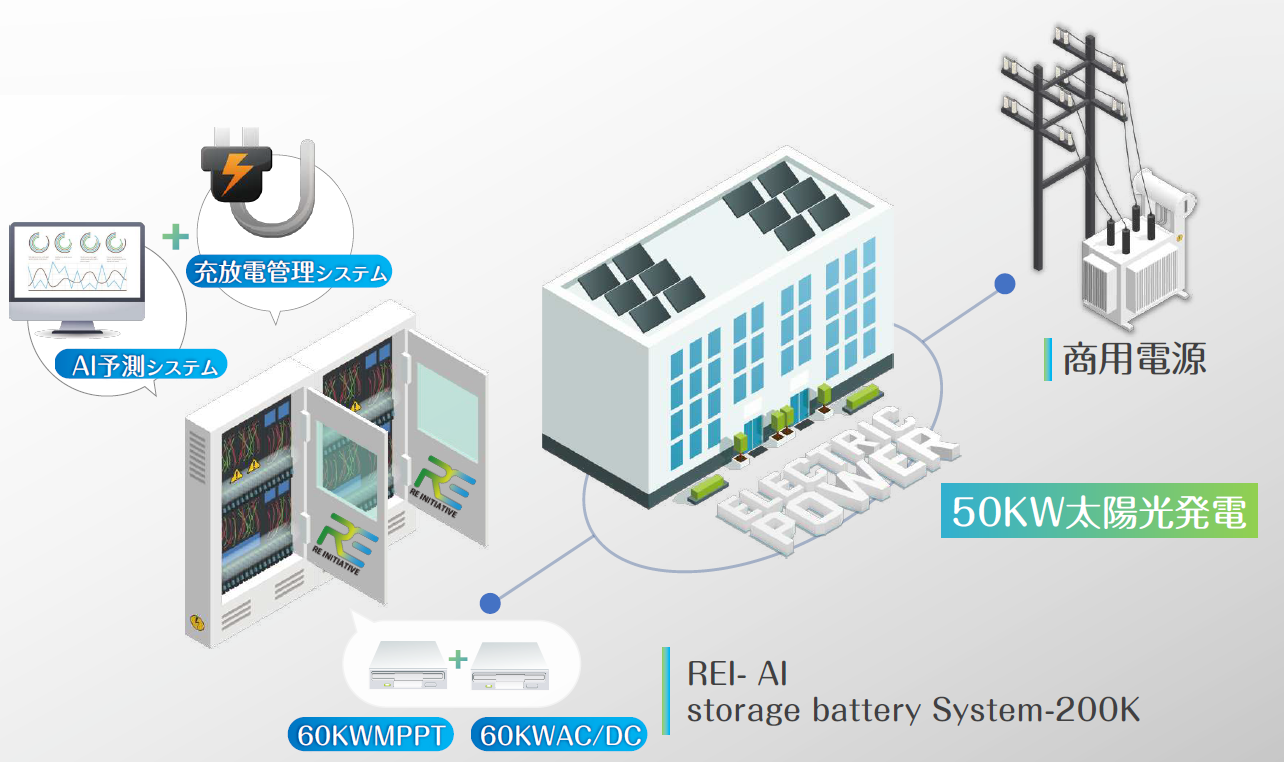 充放電管理システム
AI予測システム
RE INITIATIVE
RE
RE INITIATIVE
RE
商用電源
ELECTRIC
POWER
50KW太陽光発電
60KWMPPT
60KWAC/DC
REI- AI
storage battery System-200K